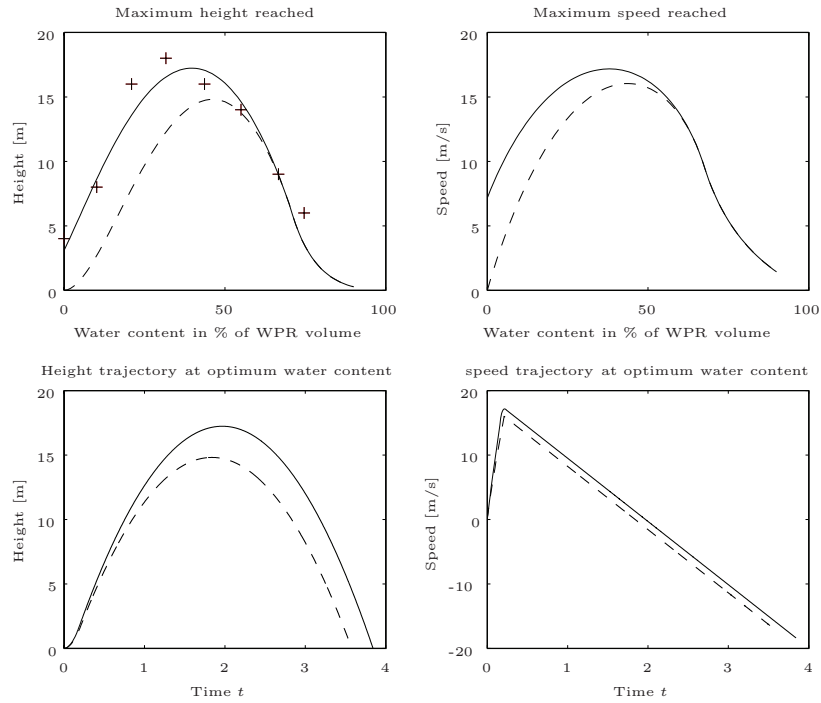 Maximum height reached
20
15
10
5
0
Height [m]
0 50 100
Water content in % of WPR volume
Maximum speed reached
20
15
10
5
0
Speed [m/s]
0 50 100
Water content in % of WPR volume
Height trajectory at optimum water content
20
15
10
5
0
Height [m]
0 1 2 3 4
Time t
speed trajectory at optimum water content
20
10
0
-10
-20
Speed [m/s]
0 1 2 3 4
Time t